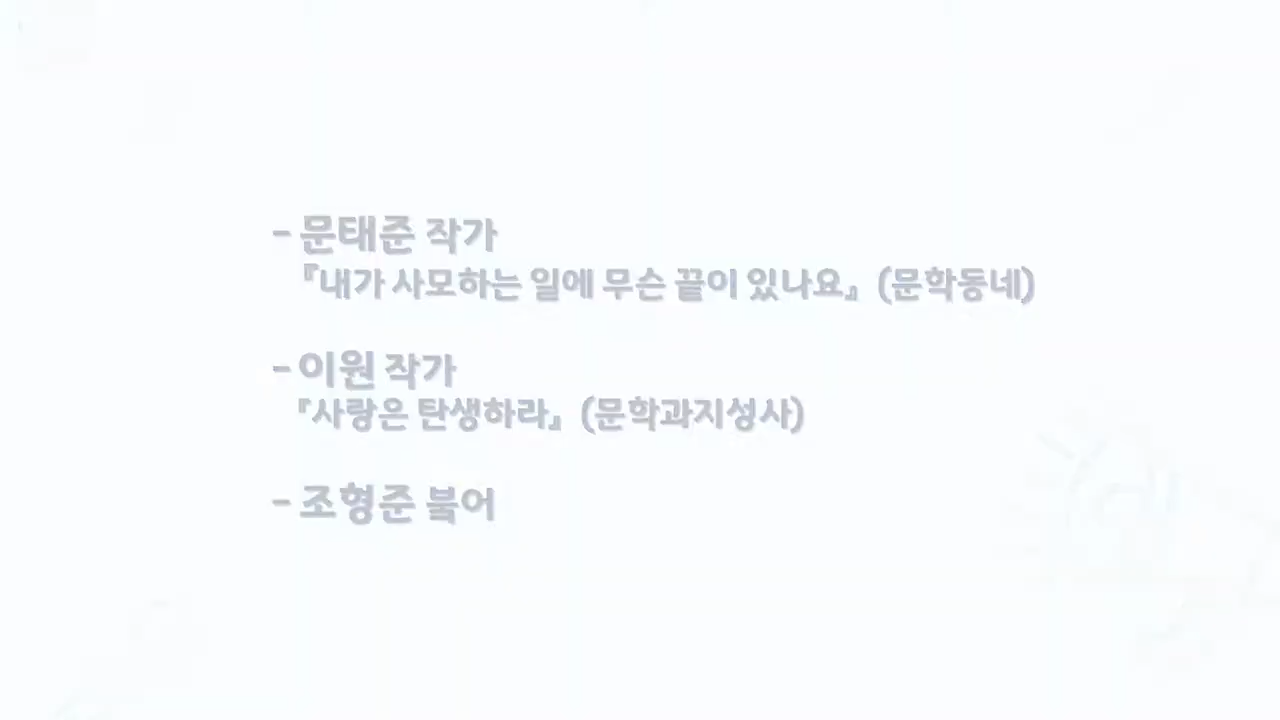 - 문태준 작가
『내가 사모하는 일에 무슨 끝이 있나요』 (문학동네)
- 이원 작가
『사랑은 탄생하라』 (문학과지성사)
- 조형준 북어